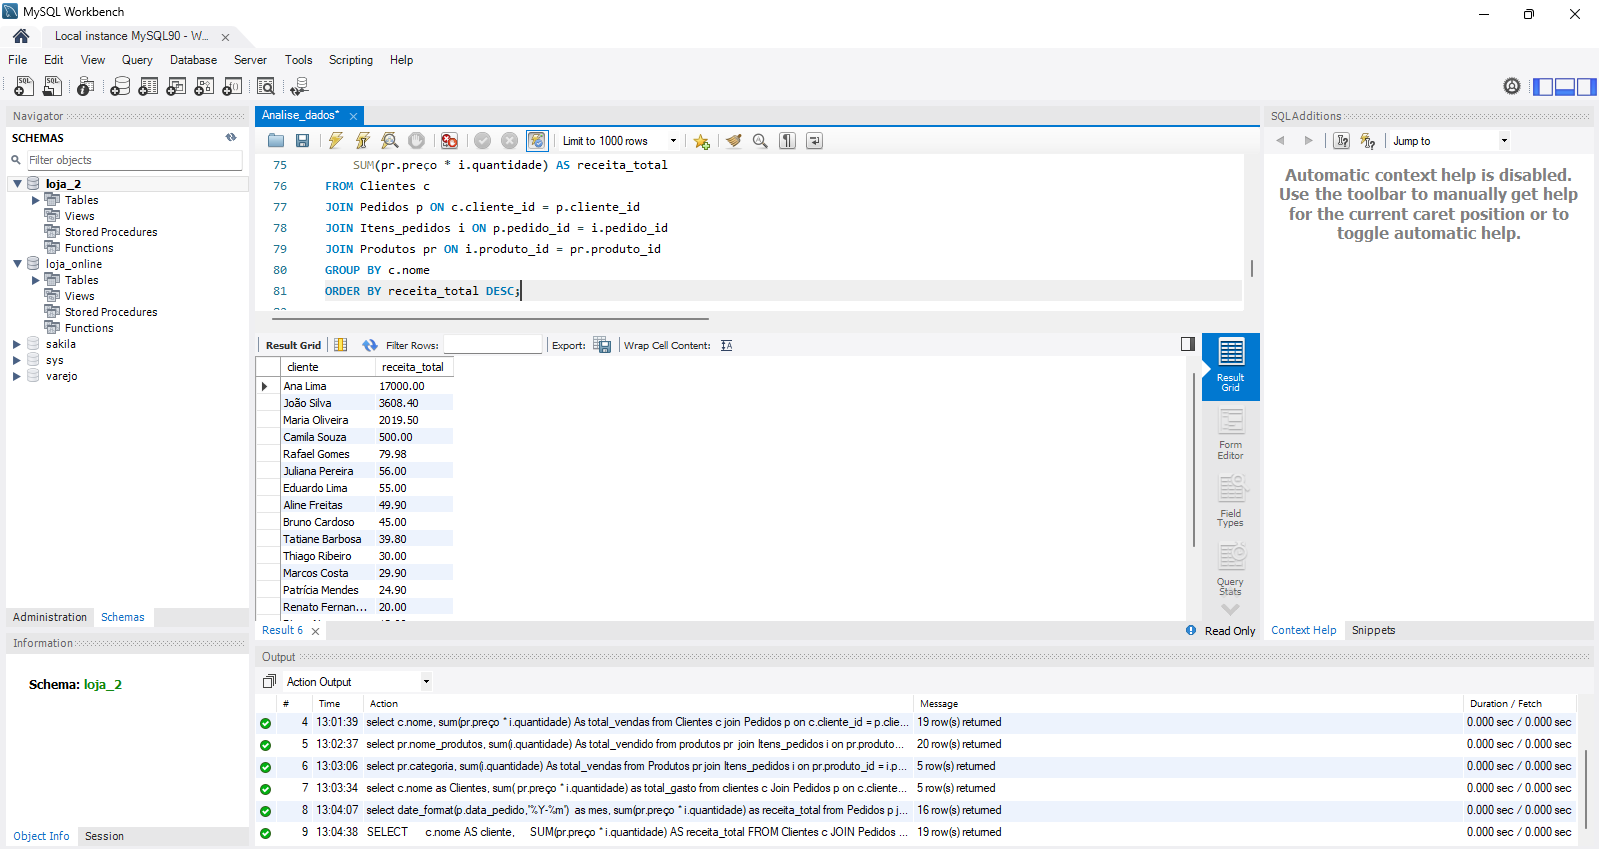 MySQL Workbench
Local instance MySQL90 - W...
File Edit View Query Database Server Tools Scripting Help
Navigator
SCHEMAS
Filter objects
loja_2
Tables
Views
Stored Procedures
Functions
loja_online
Tables
Views
Stored Procedures
Functions
sakila
sys
varejo
Administration Schemas
Information
Schema: loja_2
Object Info Session
Analise_dados*
Limit to 1000 rows
75 SUM(pr.preço * i.quantidade) AS receita_total
76 FROM Clientes c
77 JOIN Pedidos p ON c.cliente_id = p.cliente_id
78 JOIN Itens_pedidos i ON p.pedido_id = i.pedido_id
79 JOIN Produtos pr ON i.produto_id = pr.produto_id
80 GROUP BY c.nome
81 ORDER BY receita_total DESC;
Result Grid Filter Rows: Export: Wrap Cell Content:
cliente receita_total
Ana Lima 17000.00
João Silva 3608.40
Maria Oliveira 2019.50
Camila Souza 500.00
Rafael Gomes 79.98
Juliana Pereira 56.00
Eduardo Lima 55.00
Aline Freitas 49.90
Bruno Cardoso 45.00
Tatiane Barbosa 39.80
Thiago Ribeiro 30.00
Marcos Costa 29.90
Patrícia Mendes 24.90
Renato Fernan... 20.00
Result Grid
Form Editor
Field Types
Query Stats
Result 6
Read Only
SQLAdditions
Jump to
Automatic context help is disabled.
Use the toolbar to manually get help
for the current caret position or to
toggle automatic help.
Context Help Snippets
Output
Action Output
# Time Action Message Duration / Fetch
4 13:01:39 select c.nome, sum(pr.preço * i.quantidade) As total_vendas from Clientes c join Pedidos p on c.cliente_id = p.clie... 19 row(s) returned 0.000 sec / 0.000 sec
5 13:02:37 select pr.nome_produtos, sum(i.quantidade) As total_vendido from produtos pr join Itens_pedidos i on pr.produto... 20 row(s) returned 0.000 sec / 0.000 sec
6 13:03:06 select pr.categoria, sum(i.quantidade) As total_vendas from Produtos pr join Itens_pedidos i on pr.produto_id = i.p... 5 row(s) returned 0.000 sec / 0.000 sec
7 13:03:34 select c.nome as Clientes, sum( pr.preço * i.quantidade) as total_gasto from clientes c Join Pedidos p on c.cliente... 5 row(s) returned 0.000 sec / 0.000 sec
8 13:04:07 select date_format(p.data_pedido,"%Y-%m") as mes, sum(pr.preço * i.quantidade) as receita_total from Pedidos p j... 16 row(s) returned 0.000 sec / 0.000 sec
9 13:04:38 SELECT c.nome AS cliente, SUM(pr.preço * i.quantidade) AS receita_total FROM Clientes c JOIN Pedidos ... 19 row(s) returned 0.000 sec / 0.000 sec